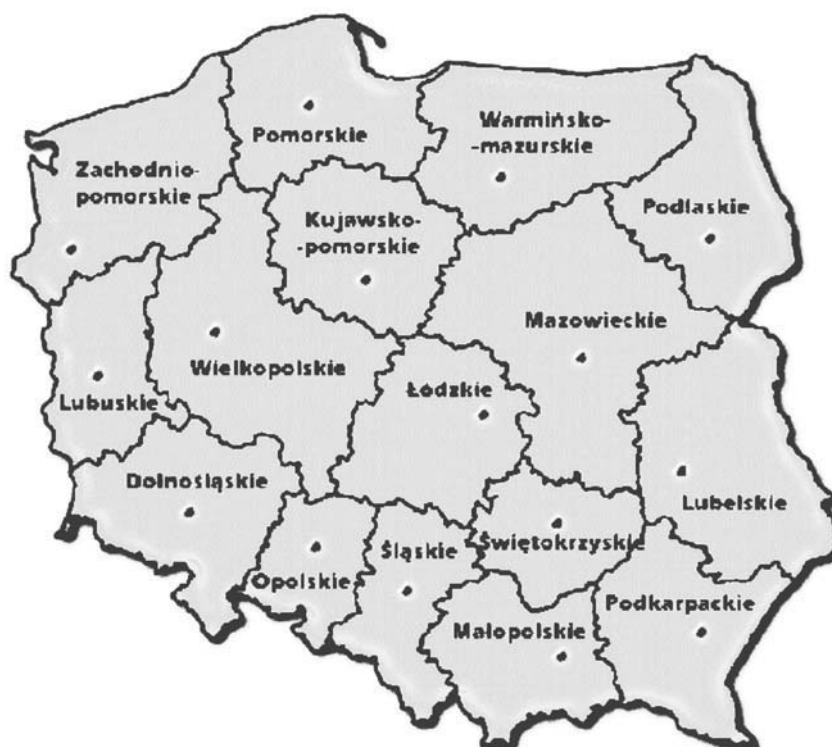 Pomorskie
Warmińsko-
-mazurskie
Zachodnio-
pomorskie
Kujawsko-
-pomorskie
Podlaskie
Mazowieckie
Wielkopolskie
Lubuskie
Łódzkie
Dolnośląskie
Lubelskie
Opolskie
Śląskie
Świętokrzyskie
Podkarpackie
Małopolskie